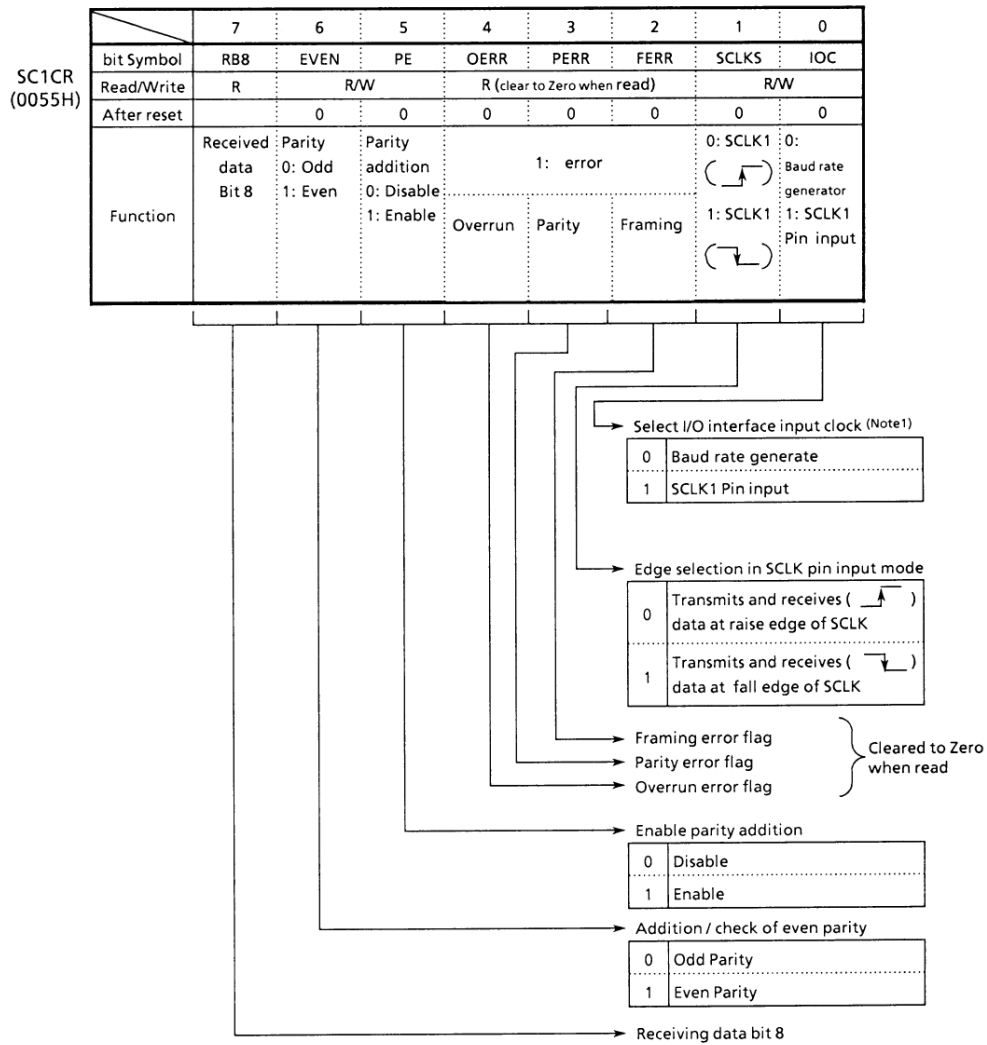 7 6 5 4 3 2 1 0
bit Symbol RB8 EVEN PE OERR PERR FERR SCLKS IOC
SC1CR
(0055H)
Read/Write R R/W R (clear to Zero when read) R/W
After reset 0 0 0 0 0 0 0
Function
Received
data
Bit 8
Parity
0: Odd
1: Even
Parity
addition
0: Disable
1: Enable
1: error
Overrun Parity Framing
0: SCLK1
( )
1: SCLK1
( )
0:
Baud rate
generator
1: SCLK1
Pin input
Select I/O interface input clock (Note1)
0 Baud rate generate
1 SCLK1 Pin input
Edge selection in SCLK pin input mode
0 Transmits and receives ( )
data at raise edge of SCLK
1 Transmits and receives ( )
data at fall edge of SCLK
Framing error flag
Parity error flag
Overrun error flag
Cleared to Zero
when read
Enable parity addition
0 Disable
1 Enable
Addition / check of even parity
0 Odd Parity
1 Even Parity
Receiving data bit 8